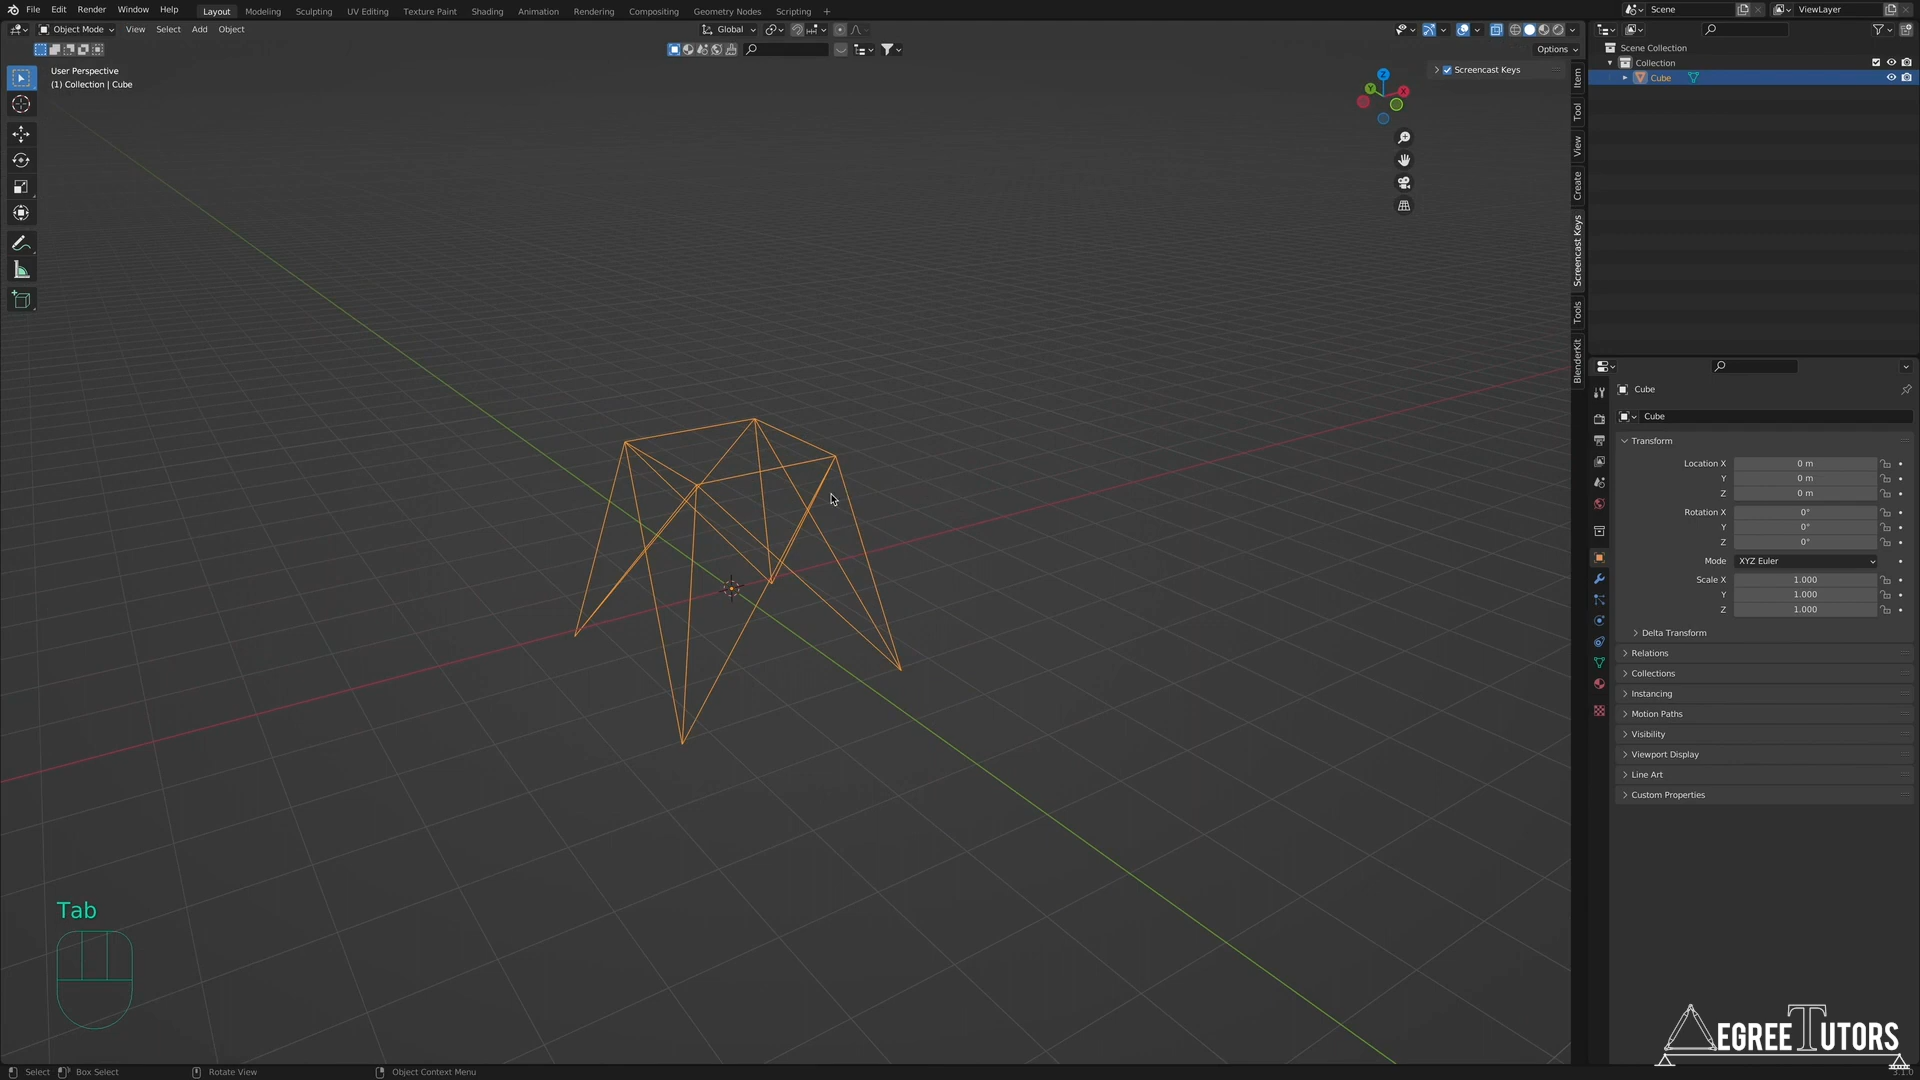 File Edit Render Window Help Layout Modeling Sculpting UV Editing Texture Paint Shading Animation Rendering Compositing Geometry Nodes Scripting + Scene ViewLayer
Object Mode View Select Add Object Global
Options
User Perspective
(1) Collection | Cube
Screencast Keys
Z
Y
X
Item
Tool
View
Create
Screencast Keys
Tools
BlenderKit
Scene Collection
Collection
Cube
Cube
Cube
Transform
Location X 0 m
Y 0 m
Z 0 m
Rotation X 0°
Y 0°
Z 0°
Mode XYZ Euler
Scale X 1.000
Y 1.000
Z 1.000
Delta Transform
Relations
Collections
Instancing
Motion Paths
Visibility
Viewport Display
Line Art
Custom Properties
Tab
EGREE TUTORS
Select Box Select Rotate View Object Context Menu 3.1.0